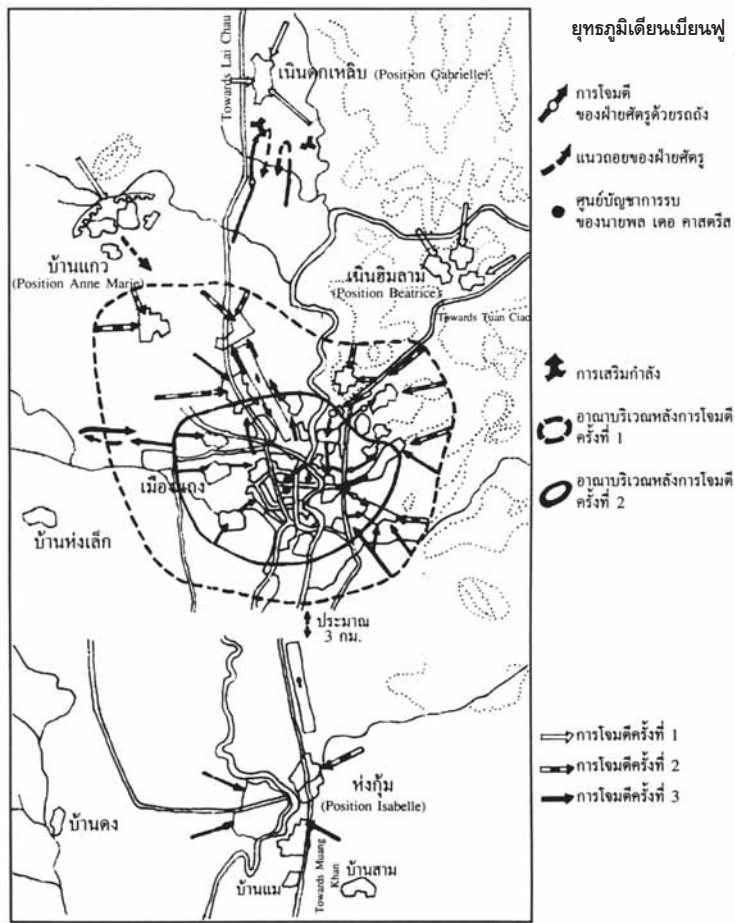 ยุทธภูมิเดียนเบียนฟู
Towards Lai Chau
เนินดกเหลิบ (Position Gabrielle)
การโจมตี
ของฝ่ายศัตรูด้วยรถถัง
แนวถอยของฝ่ายศัตรู
ศูนย์บัญชาการรบ
ของนายพล เดอ คาสตรีส
บ้านแกว
(Position Anne Marie)
เนินฮิมลาม
(Position Beatrice)
Towards Tuan Ciao
การเสริมกำลัง
อาณาบริเวณหลังการโจมตี
ครั้งที่ 1
อาณาบริเวณหลังการโจมตี
ครั้งที่ 2
เมืองแถง
บ้านห่งเล็ก
ประมาณ
3 กม.
การโจมตีครั้งที่ 1
การโจมตีครั้งที่ 2
การโจมตีครั้งที่ 3
ห่งกุ้ม
(Position Isabelle)
บ้านดง
บ้านแม
Towards Muang
Khan
บ้านสาม